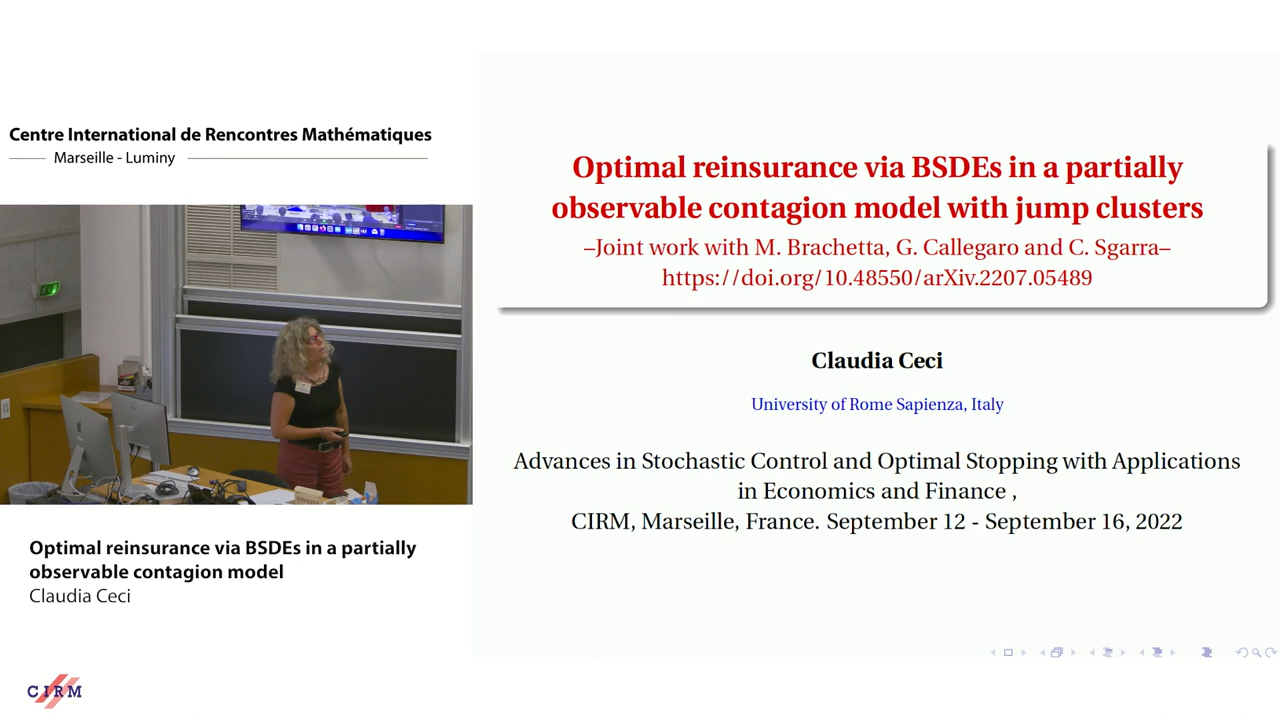 Centre International de Rencontres Mathématiques
Marseille - Luminy
Optimal reinsurance via BSDEs in a partially
observable contagion model with jump clusters
–Joint work with M. Brachetta, G. Callegaro and C. Sgarra–
https://doi.org/10.48550/arXiv.2207.05489
Claudia Ceci
University of Rome Sapienza, Italy
Advances in Stochastic Control and Optimal Stopping with Applications
in Economics and Finance ,
CIRM, Marseille, France. September 12 - September 16, 2022
Optimal reinsurance via BSDEs in a partially
observable contagion model
Claudia Ceci
CIRM